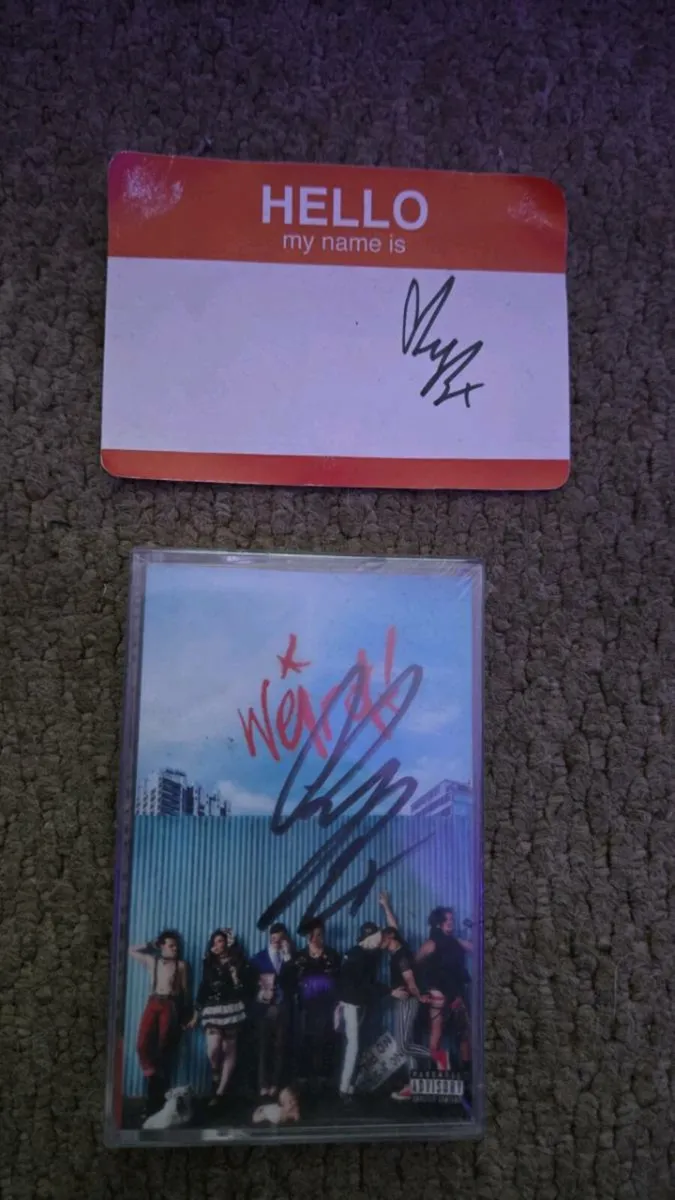 HELLO
my name is
weird!
PARENTAL
ADVISORY
EXPLICIT CONTENT